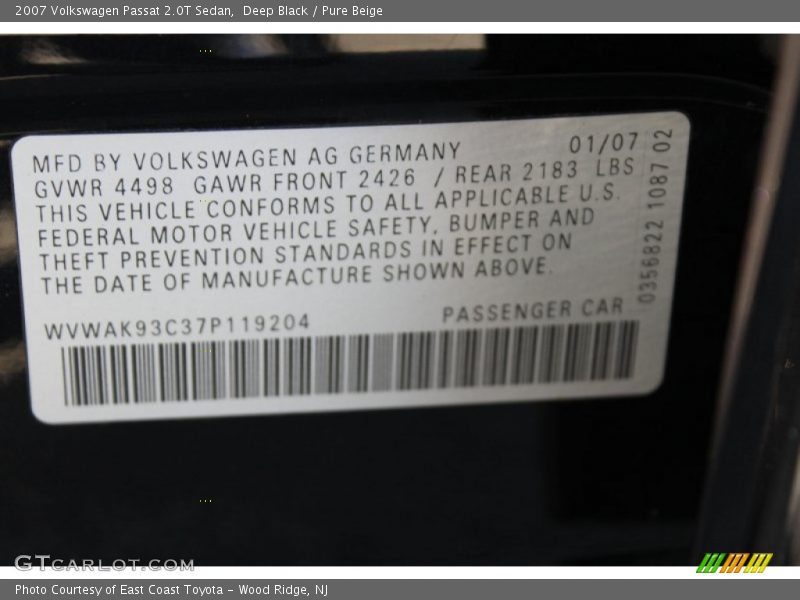 2007 Volkswagen Passat 2.0T Sedan,  Deep Black / Pure Beige
MFD BY VOLKSWAGEN AG GERMANY 01/07
GVWR 4498 GAWR FRONT 2426 / REAR 2183 LBS
THIS VEHICLE CONFORMS TO ALL APPLICABLE U.S.
FEDERAL MOTOR VEHICLE SAFETY, BUMPER AND
THEFT PREVENTION STANDARDS IN EFFECT ON
THE DATE OF MANUFACTURE SHOWN ABOVE.
WVWAK93C37P119204 PASSENGER CAR
0356822 1087 02
GTCARLOT.COM
Photo Courtesy of East Coast Toyota – Wood Ridge, NJ